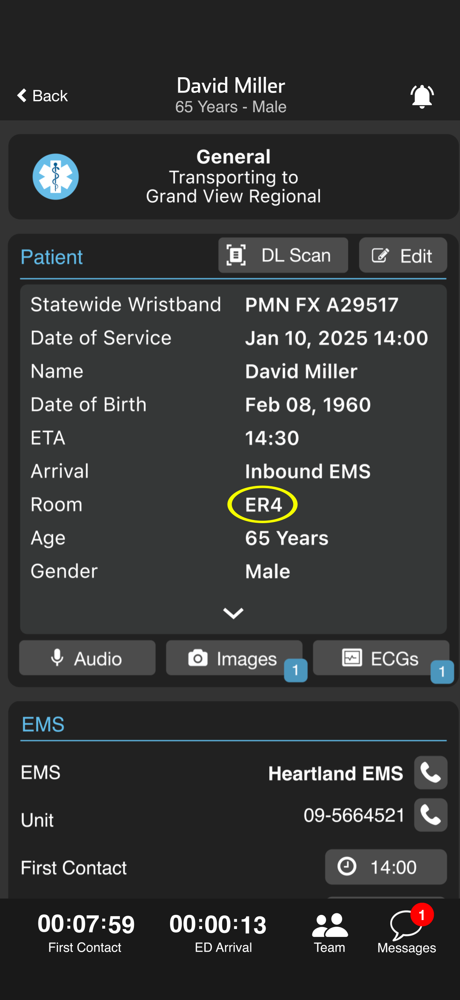 Back
David Miller
65 Years - Male
General
Transporting to
Grand View Regional
Patient
DL Scan
Edit
Statewide Wristband PMN FX A29517
Date of Service Jan 10, 2025 14:00
Name David Miller
Date of Birth Feb 08, 1960
ETA 14:30
Arrival Inbound EMS
Room ER4
Age 65 Years
Gender Male
Audio
Images 1
ECGs 1
EMS
EMS Heartland EMS
Unit 09-5664521
First Contact 14:00
00:07:59
First Contact
00:00:13
ED Arrival
Team
1
Messages